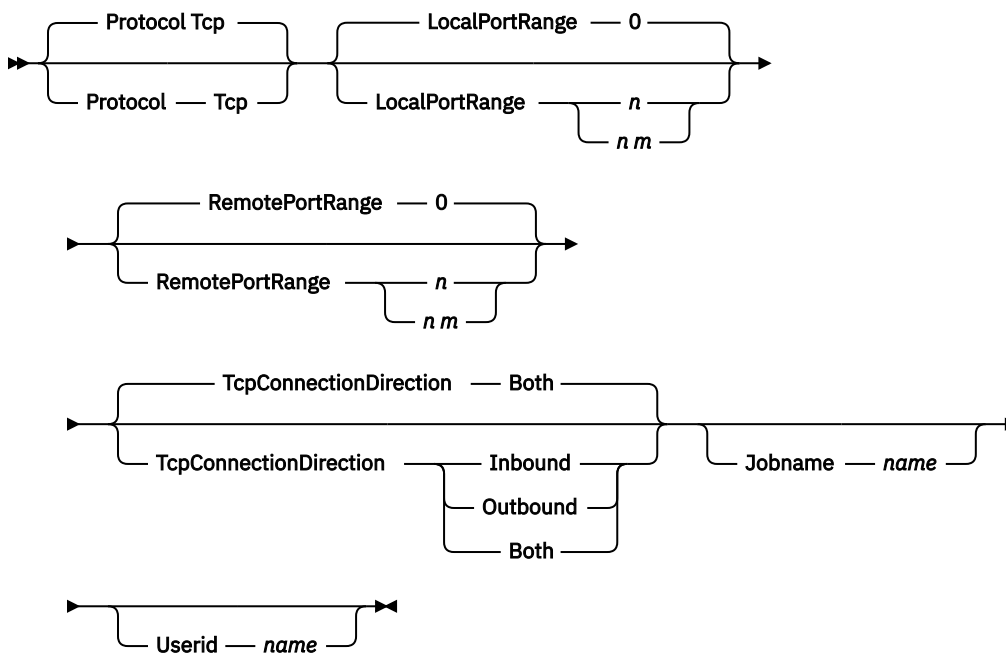 Protocol Tcp LocalPortRange 0
Protocol Tcp LocalPortRange n
n m
RemotePortRange 0
RemotePortRange n
n m
TcpConnectionDirection Both
TcpConnectionDirection Inbound Jobname name
Outbound
Both
Userid name